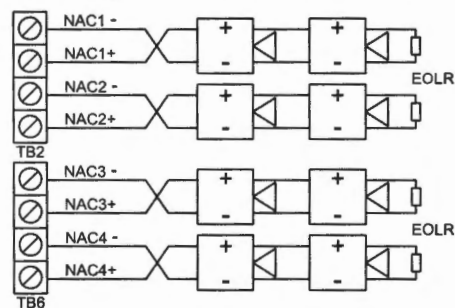 NAC1 -
+ +
NAC1+
- -
EOLR
NAC2 -
+ +
NAC2+
- -
TB2
NAC3 -
+ +
NAC3+
- -
EOLR
NAC4 -
+ +
NAC4+
- -
TB6